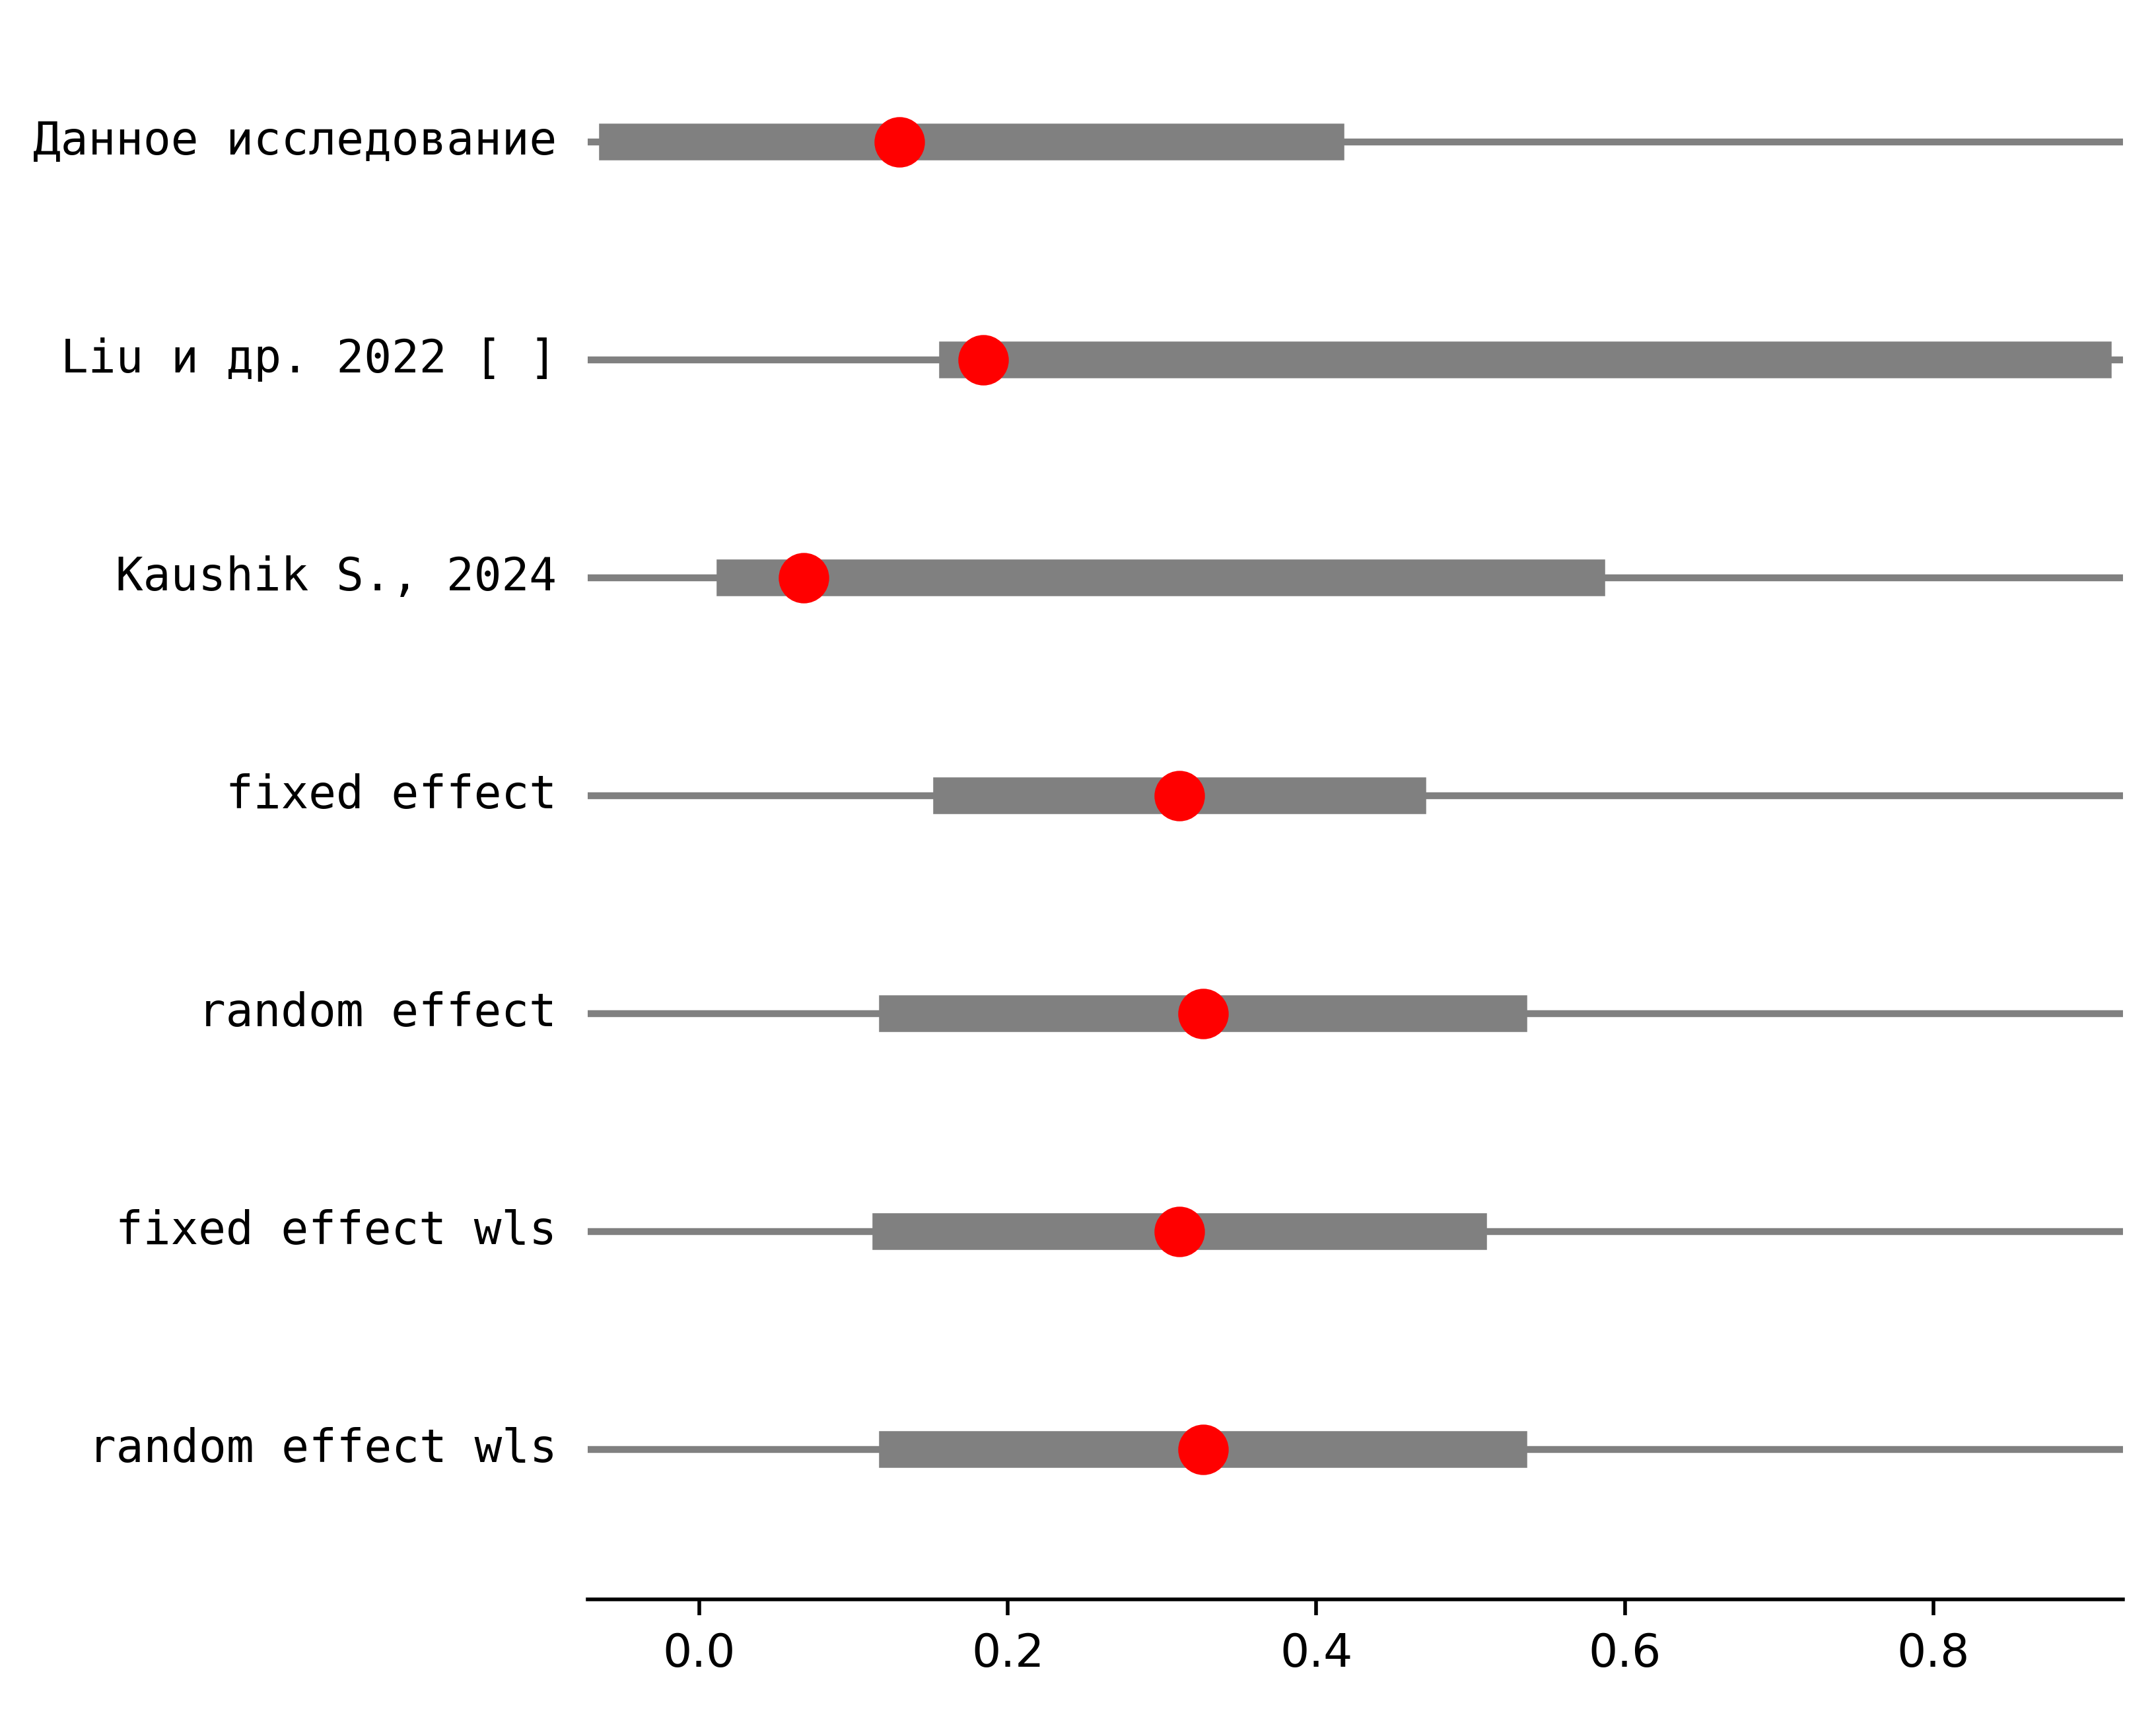 Данное исследование
Liu и др. 2022 [ ]
Kaushik S., 2024
fixed effect
random effect
fixed effect wls
random effect wls
0.0 0.2 0.4 0.6 0.8